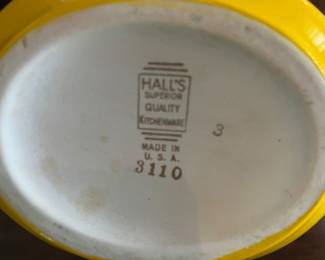 HALL'S
SUPERIOR
QUALITY
KITCHENWARE
3
MADE IN
U.S.A.
3110